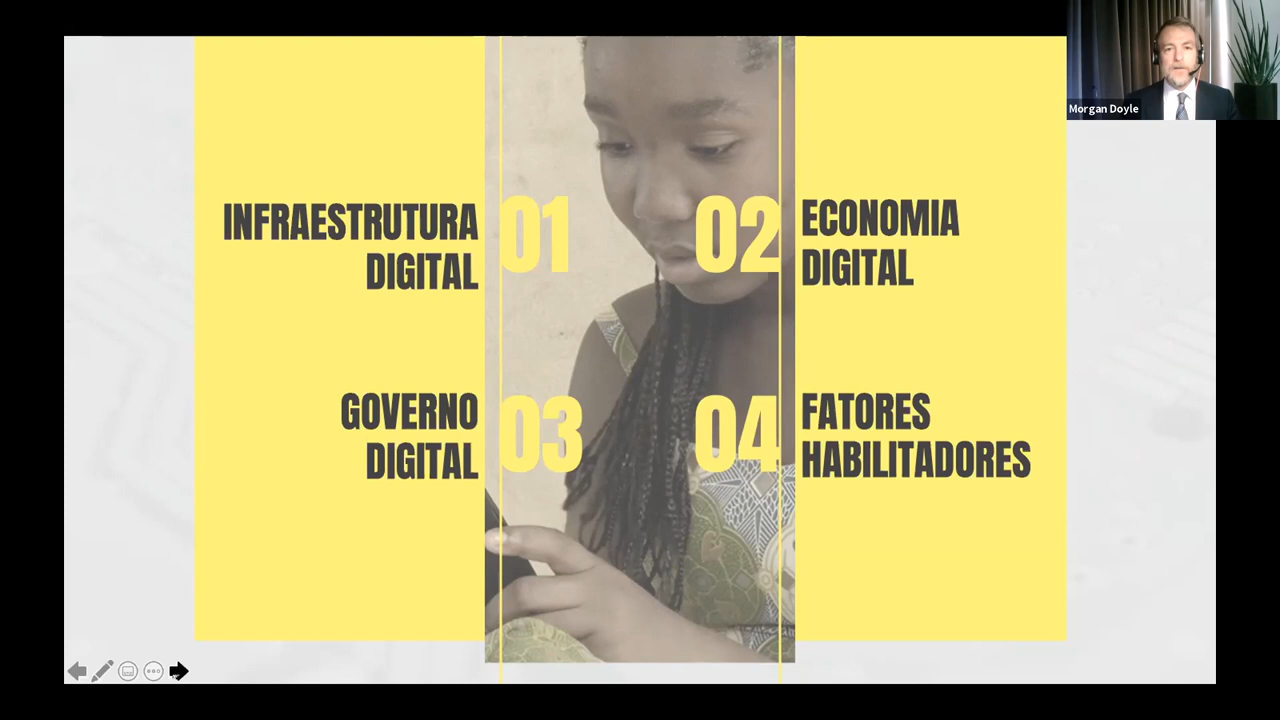 Morgan Doyle
INFRAESTRUTURA
DIGITAL
01
02
ECONOMIA
DIGITAL
GOVERNO
DIGITAL
03
04
FATORES
HABILITADORES